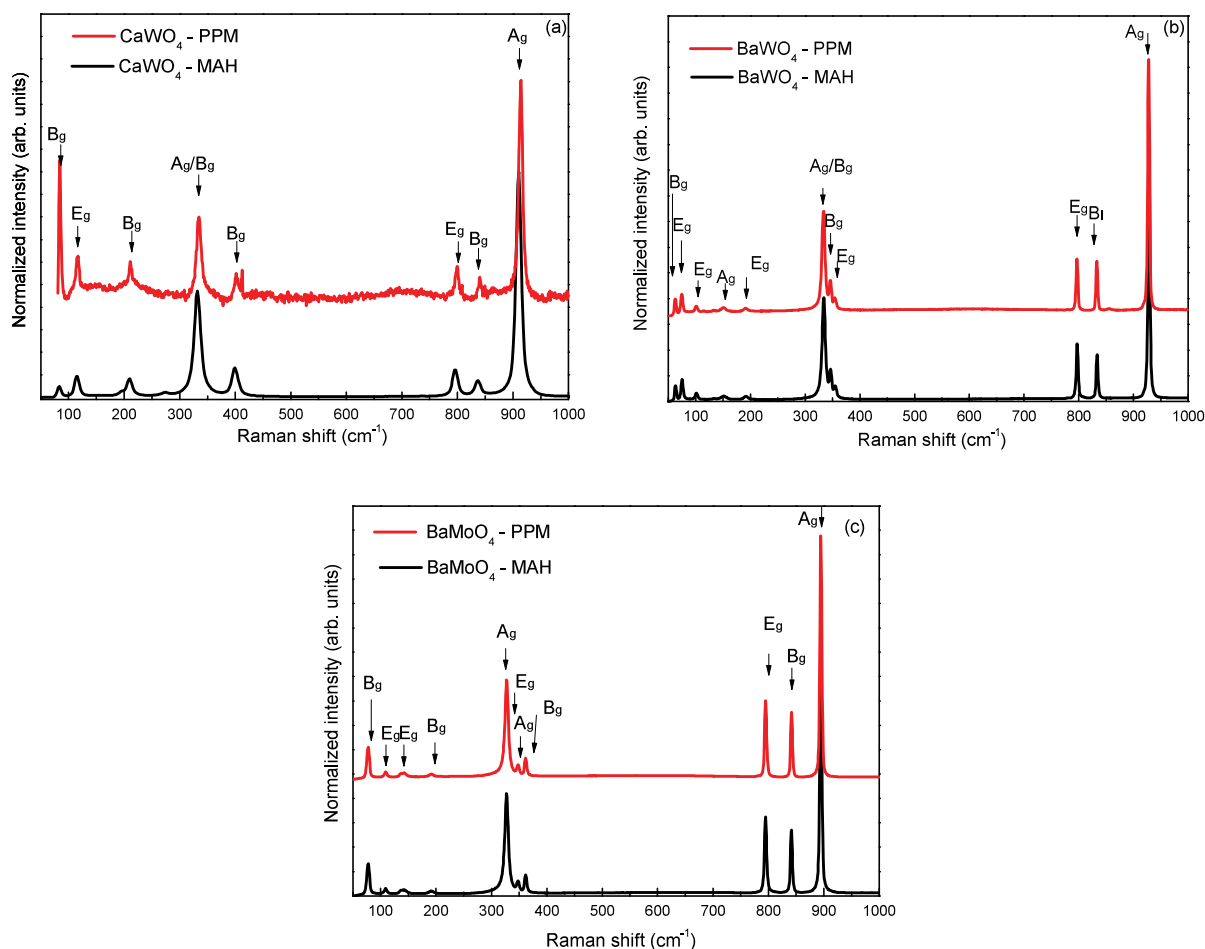 (a)
CaWO₄ - PPM
CaWO₄ - MAH
Ag
Bg
Ag/Bg
Eg
Bg
Bg
Eg
Bg
Normalized intensity (arb. units)
100 200 300 400 500 600 700 800 900 1000
Raman shift (cm⁻¹)
(b)
BaWO₄ - PPM
BaWO₄ - MAH
Ag
Ag/Bg
Bg
Eg
Bg
Eg
Eg
Ag
Eg
Eg
BI
Normalized intensity (arb. units)
100 200 300 400 500 600 700 800 900 1000
Raman shift (cm⁻¹)
(c)
BaMoO₄ - PPM
BaMoO₄ - MAH
Ag
Ag
Eg
Bg
Bg
Eg
Ag
Bg
Eg
Eg
Bg
Normalized intensity (arb. units)
100 200 300 400 500 600 700 800 900 1000
Raman shift (cm⁻¹)